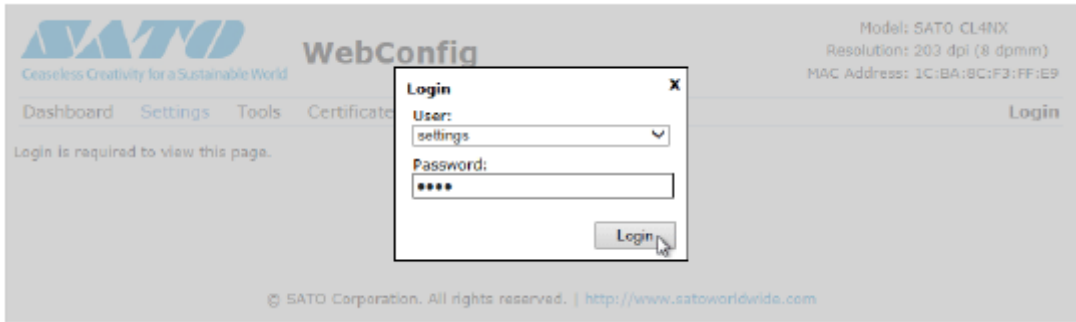 SATO
Ceaseless Creativity for a Sustainable World
WebConfig
Model: SATO CL4NX
Resolution: 203 dpi (8 dpmm)
MAC Address: 1C:BA:8C:F3:FF:E9
Dashboard Settings Tools Certificate
Login
Login is required to view this page.
Login x
User:
settings
Password:
••••
Login
© SATO Corporation. All rights reserved. | http://www.satoworldwide.com